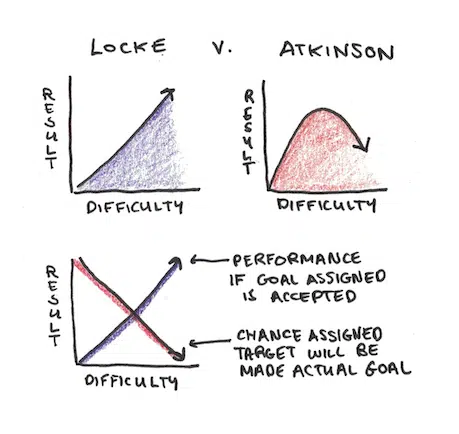 LOCKE V. ATKINSON
RESULT
DIFFICULTY
RESULT
DIFFICULTY
RESULT
DIFFICULTY
PERFORMANCE
IF GOAL ASSIGNED
IS ACCEPTED
CHANCE ASSIGNED
TARGET WILL BE
MADE ACTUAL GOAL